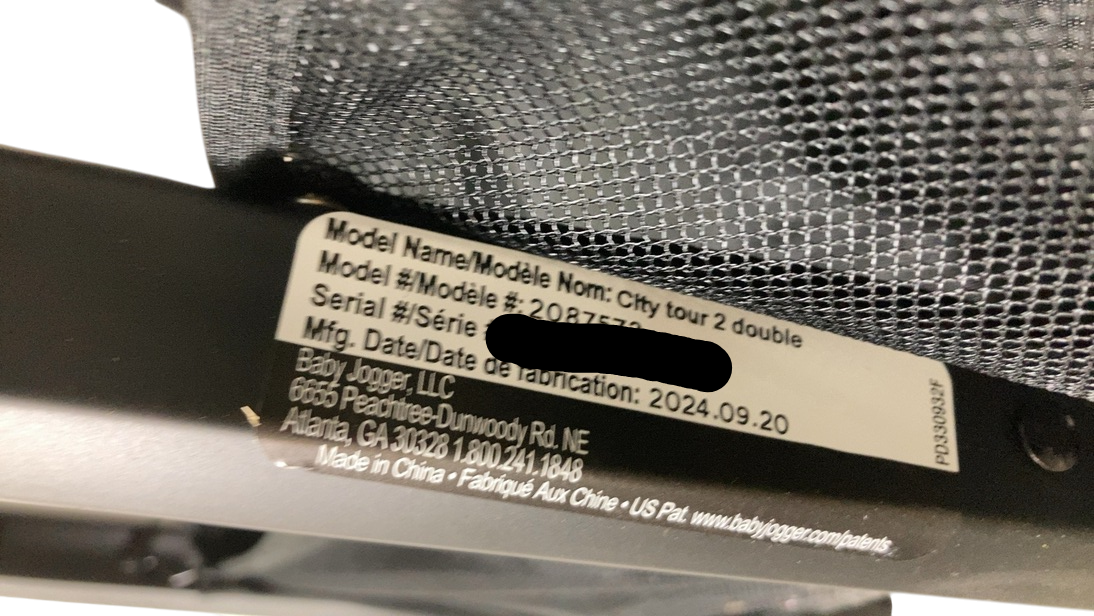 Model Name/Modèle Nom: City tour 2 double
Model #/Modèle #: 2087573
Serial #/Série
Mfg. Date/Date de fabrication: 2024.09.20
Baby Jogger, LLC
6655 Peachtree-Dunwoody Rd. NE
Atlanta, GA 30328 1.800.241.1848
Made in China • Fabriqué Aux Chine • US Pat. www.babyjogger.com/patents
PD330932F